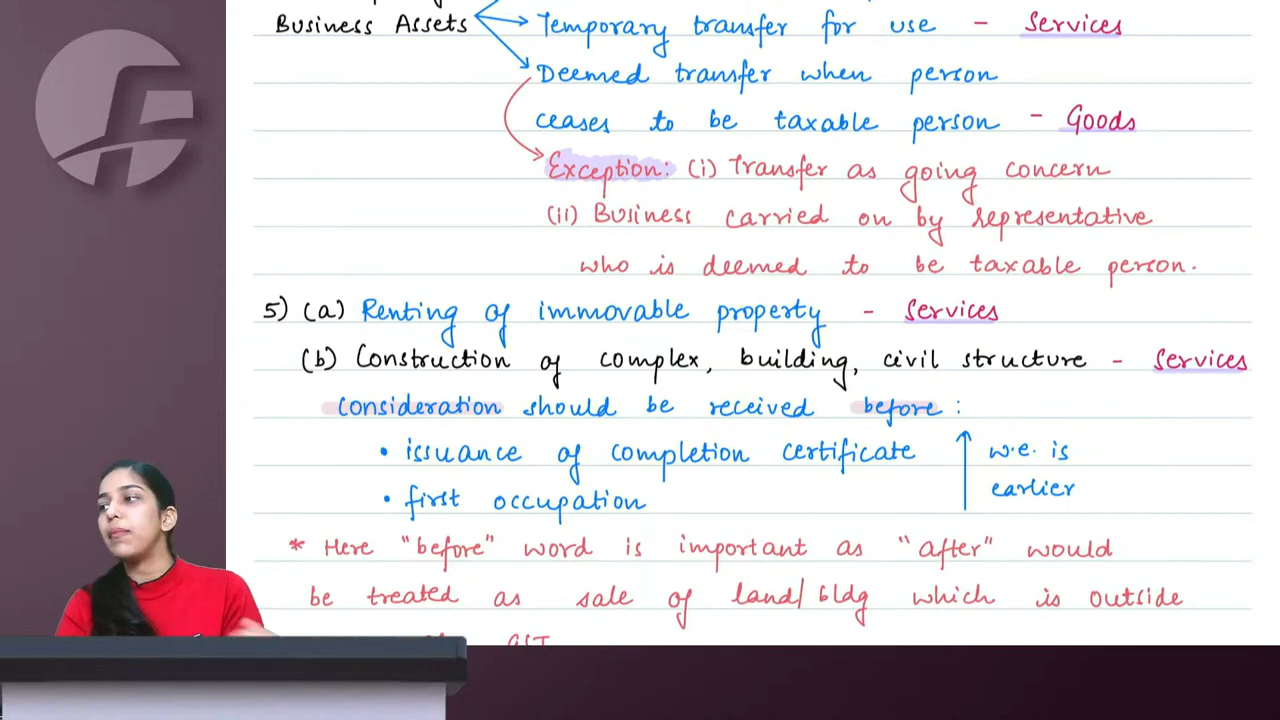 Business Assets
Temporary transfer for use - Services
Deemed transfer when person
ceases to be taxable person - Goods
Exception: (i) Transfer as going concern
(ii) Business carried on by representative
who is deemed to be taxable person.
5) (a) Renting of immovable property - Services
(b) Construction of complex, building, civil structure - Services
Consideration should be received before :
• issuance of completion certificate
w.e. is
earlier
• first occupation
* Here "before" word is important as "after" would
be treated as sale of land/bldg which is outside
GST